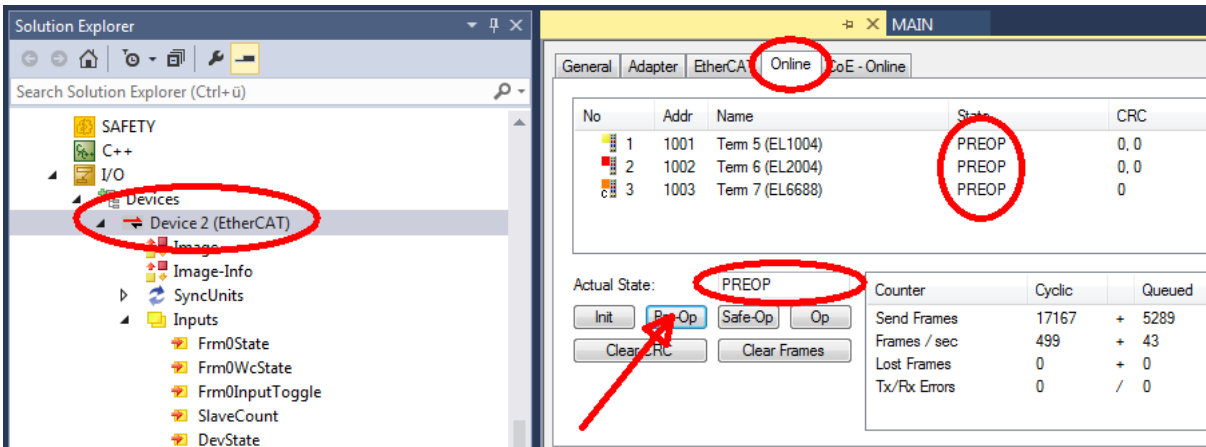 Solution Explorer
Search Solution Explorer (Ctrl+ü)
SAFETY
C++
I/O
Devices
Device 2 (EtherCAT)
Image
Image-Info
SyncUnits
Inputs
Frm0State
Frm0WcState
Frm0InputToggle
SlaveCount
DevState
MAIN
General Adapter EtherCAT Online CoE - Online
No Addr Name State CRC
1 1001 Term 5 (EL1004) PREOP 0, 0
2 1002 Term 6 (EL2004) PREOP 0, 0
C 3 1003 Term 7 (EL6688) PREOP 0
Actual State: PREOP
Init Pre-Op Safe-Op Op
Clear CRC Clear Frames
Counter Cyclic Queued
Send Frames 17167 + 5289
Frames / sec 499 + 43
Lost Frames 0 + 0
Tx/Rx Errors 0 / 0